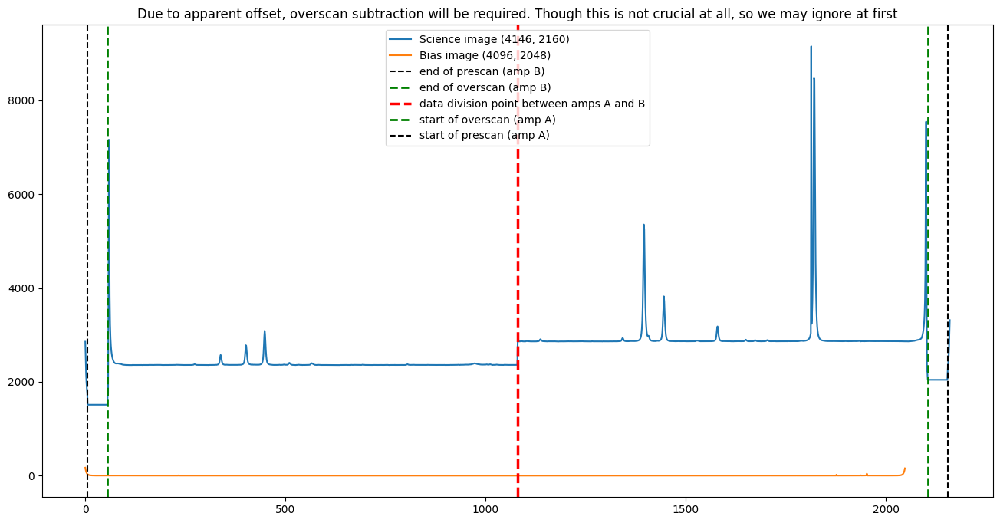 Due to apparent offset, overscan subtraction will be required. Though this is not crucial at all, so we may ignore at first
Science image (4146, 2160)
Bias image (4096, 2048)
end of prescan (amp B)
end of overscan (amp B)
data division point between amps A and B
start of overscan (amp A)
start of prescan (amp A)
8000
6000
4000
2000
0
0
500
1000
1500
2000